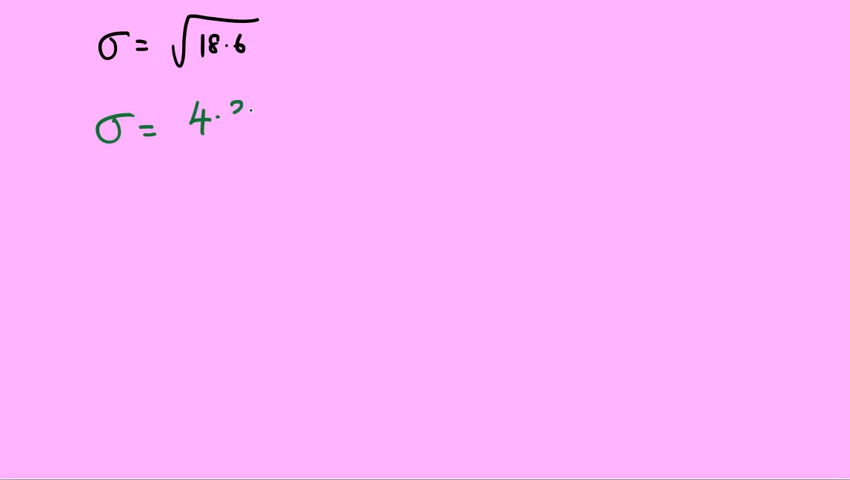 σ = √18.6
σ = 4.